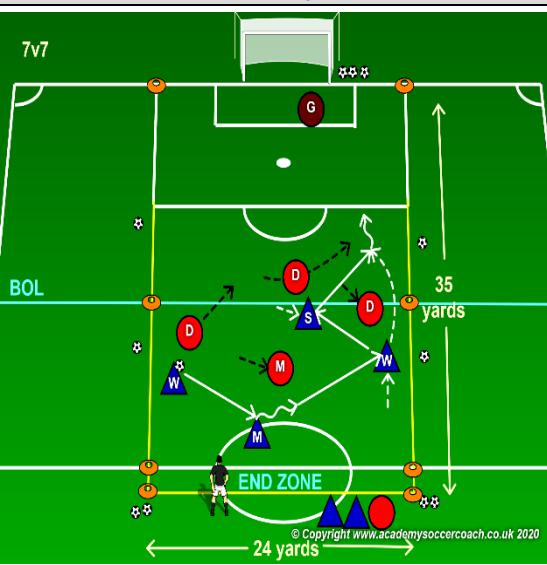 7v7
G
D
BOL
35
yards
D
S
D
D
M
W
W
M
END ZONE
© Copyright www.academysoccercoach.co.uk 2020
24 yards